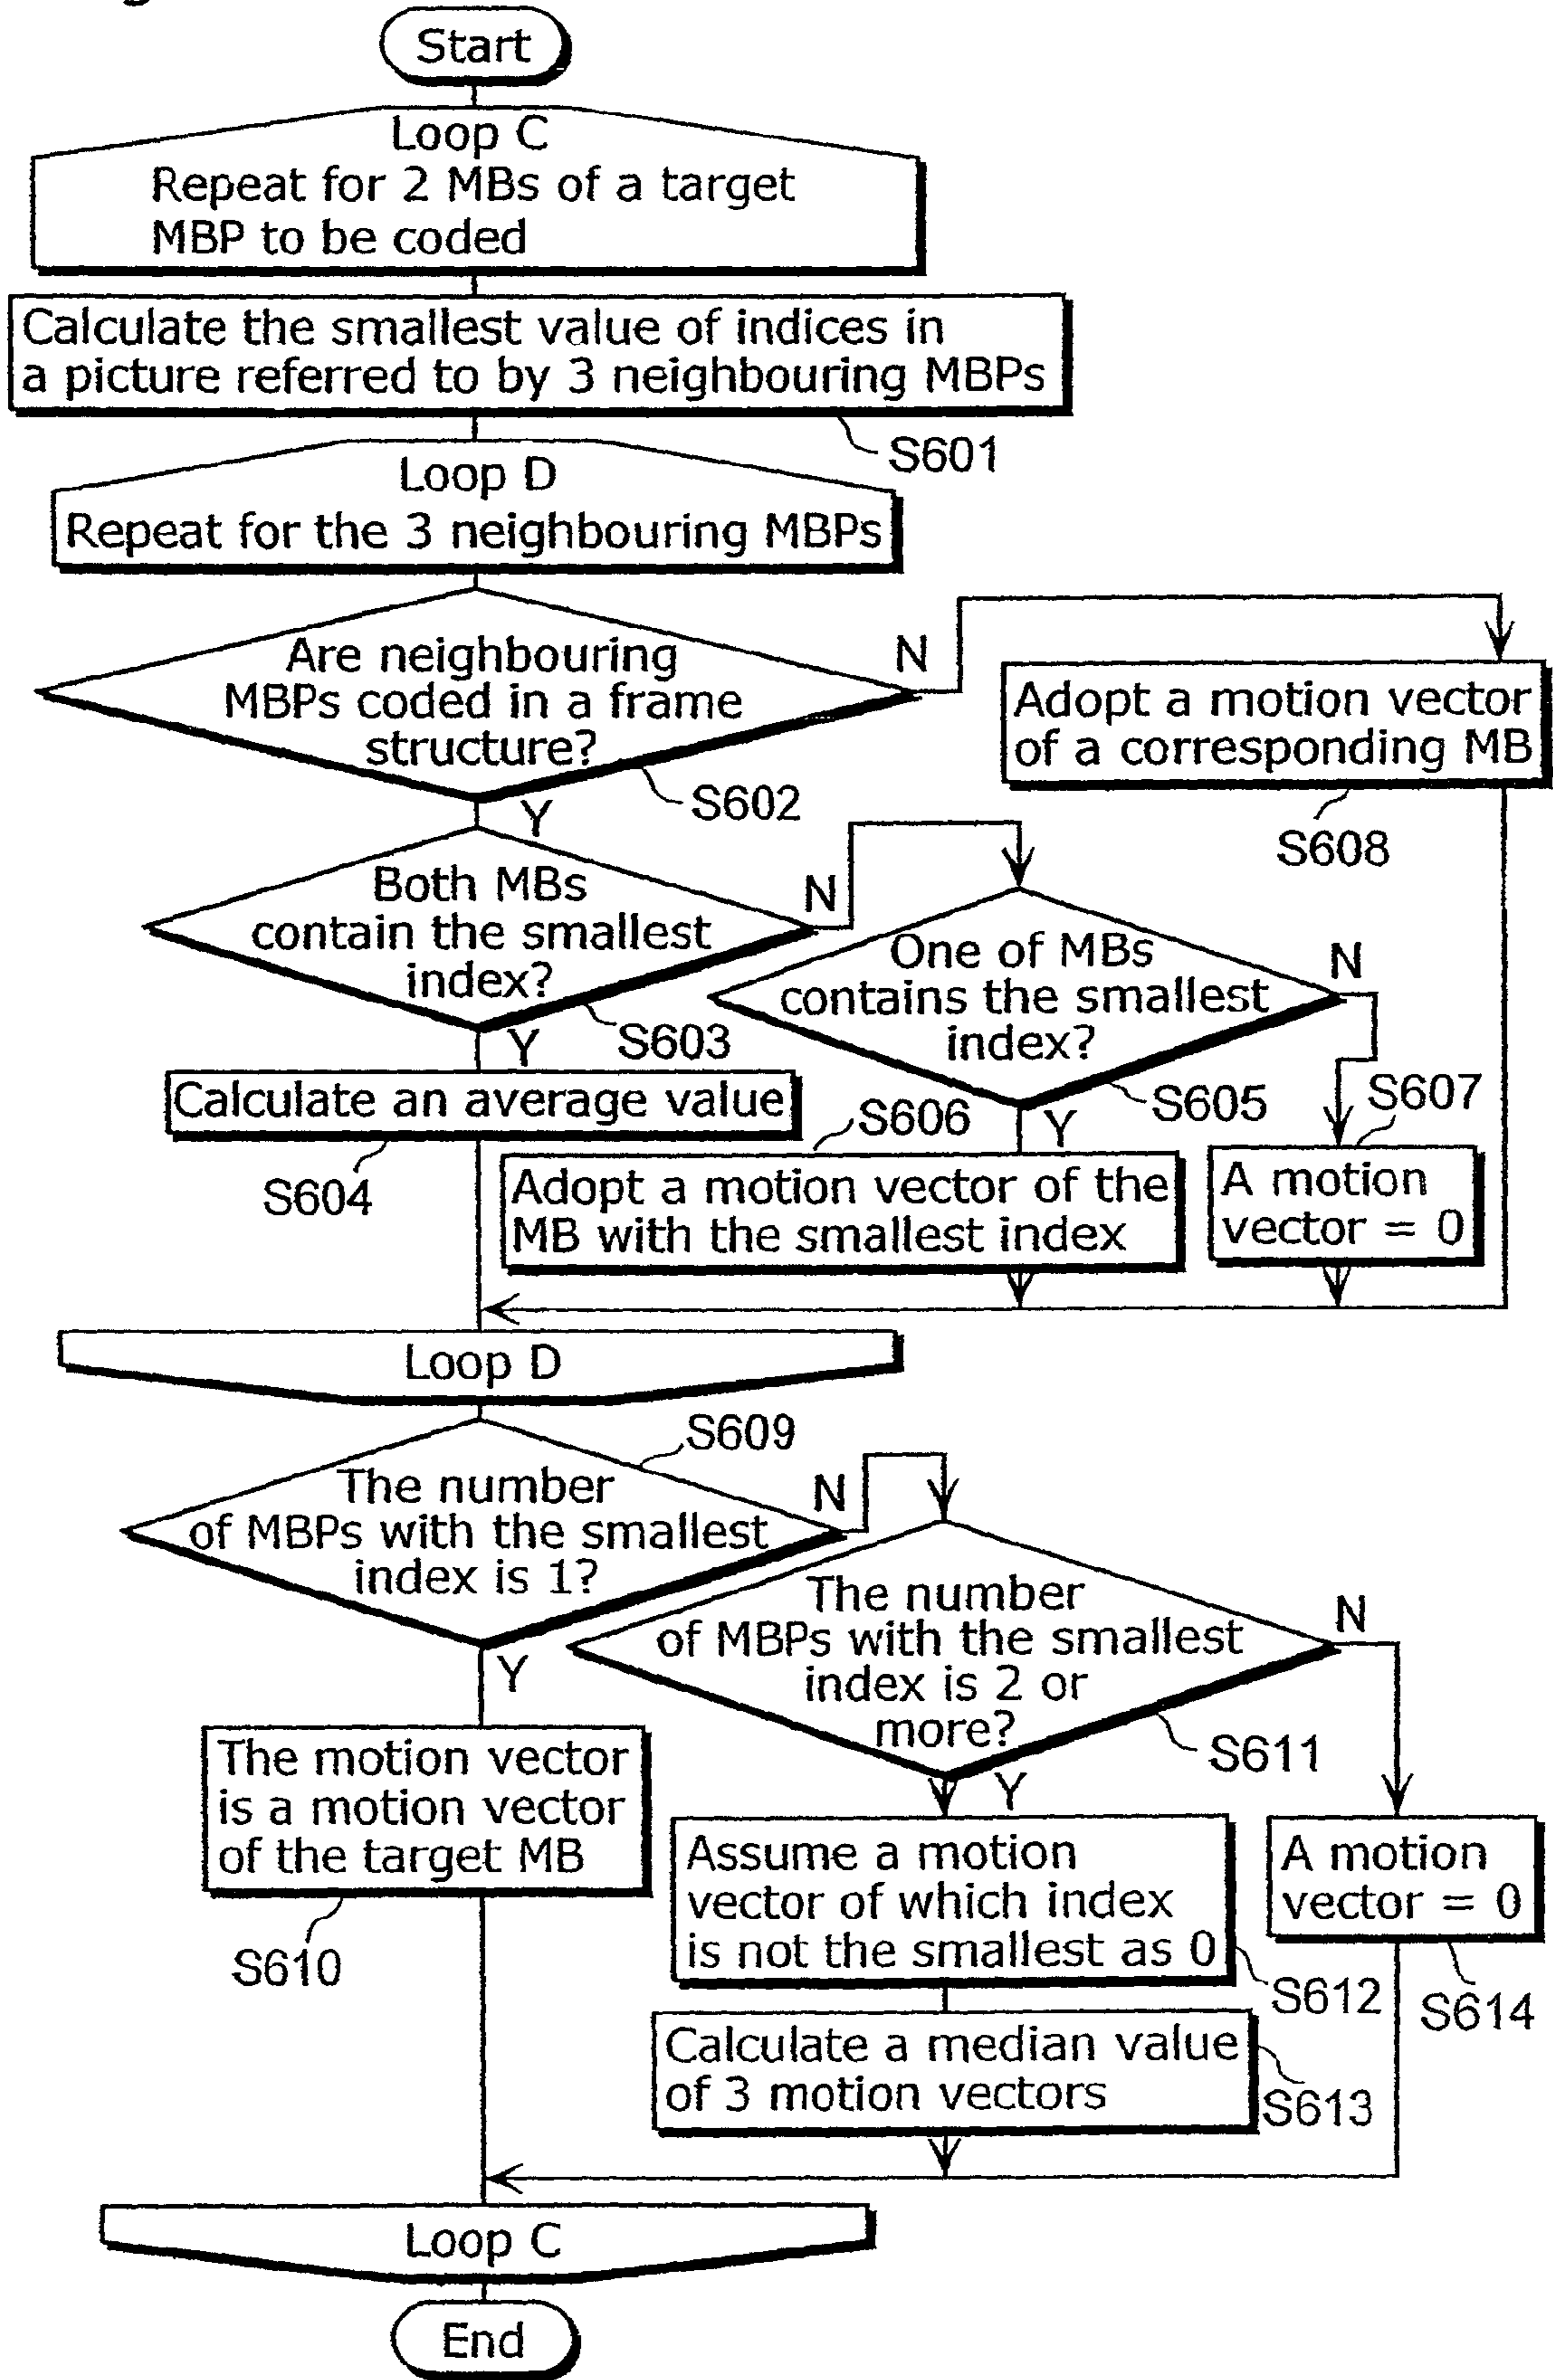 Start
Loop C
Repeat for 2 MBs of a target
MBP to be coded
Calculate the smallest value of indices in
a picture referred to by 3 neighbouring MBPs
S601
Loop D
Repeat for the 3 neighbouring MBPs
Are neighbouring
MBPs coded in a frame
structure?
N
Y
S602
Adopt a motion vector
of a corresponding MB
S608
Both MBs
contain the smallest
index?
N
Y
S603
One of MBs
contains the smallest
index?
N
Y
S605
Calculate an average value
S604
S606
Adopt a motion vector of the
MB with the smallest index
S607
A motion
vector = 0
Loop D
S609
The number
of MBPs with the smallest
index is 1?
N
Y
The number
of MBPs with the smallest
index is 2 or
more?
N
Y
S611
The motion vector
is a motion vector
of the target MB
S610
Assume a motion
vector of which index
is not the smallest as 0
S612
A motion
vector = 0
S614
Calculate a median value
of 3 motion vectors
S613
Loop C
End